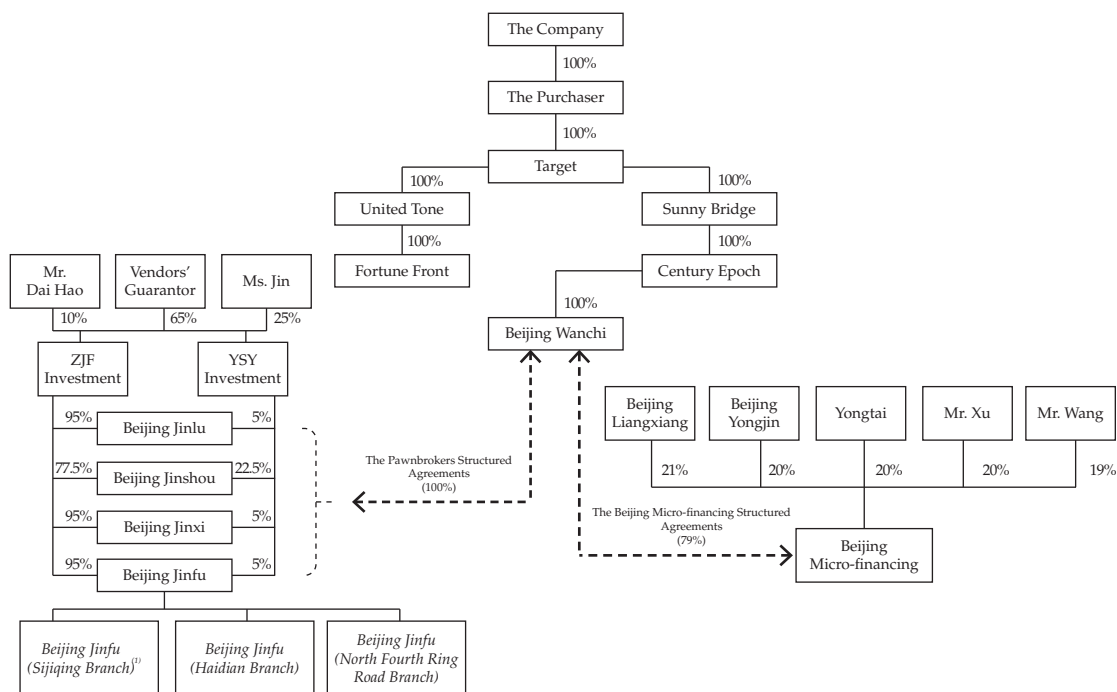 The Company
100%
The Purchaser
100%
Target
100%
100%
United Tone
Sunny Bridge
100%
100%
Fortune Front
Century Epoch
100%
Beijing Wanchi
Mr.
Dai Hao
Vendors'
Guarantor
Ms. Jin
10%
65%
25%
ZJF
Investment
YSY
Investment
95%
Beijing Jinlu
5%
77.5%
Beijing Jinshou
22.5%
95%
Beijing Jinxi
5%
95%
Beijing Jinfu
5%
Beijing Jinfu
(Sijiqing Branch)(1)
Beijing Jinfu
(Haidian Branch)
Beijing Jinfu
(North Fourth Ring
Road Branch)
The Pawnbrokers Structured
Agreements
(100%)
The Beijing Micro-financing Structured
Agreements
(79%)
Beijing
Liangxiang
Beijing
Yongjin
Yongtai
Mr. Xu
Mr. Wang
21%
20%
20%
20%
19%
Beijing
Micro-financing